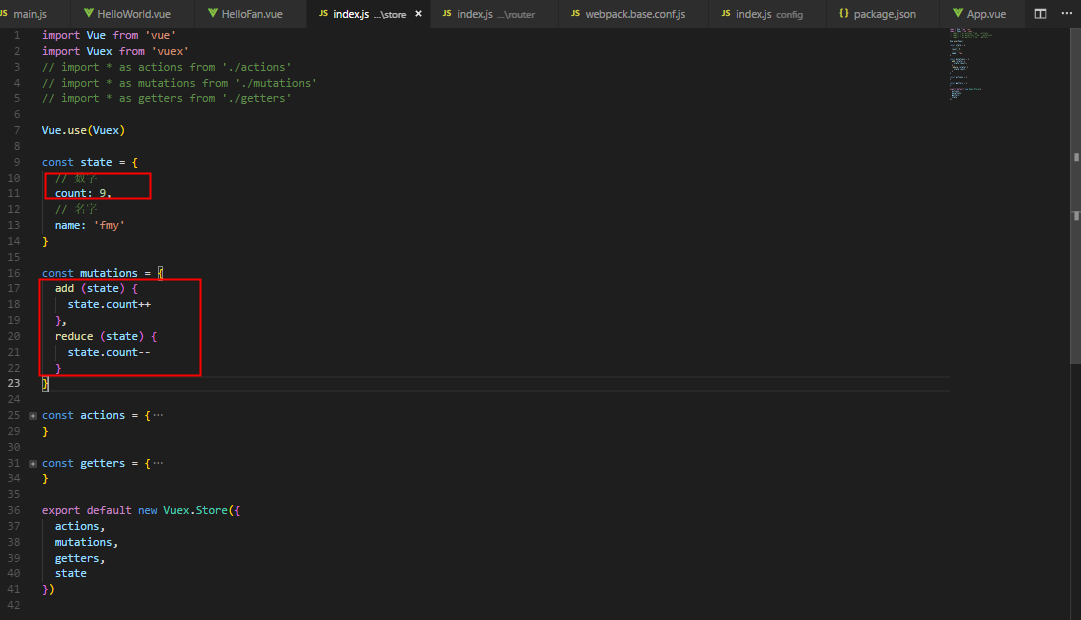 JS main.js HelloWorld.vue HelloFan.vue JS index.js ...\store × JS index.js ...\router JS webpack.base.conf.js JS index.js config {} package.json App.vue ...
1 import Vue from 'vue'
2 import Vuex from 'vuex'
3 // import * as actions from './actions'
4 // import * as mutations from './mutations'
5 // import * as getters from './getters'
6
7 Vue.use(Vuex)
8
9 const state = {
10 // 数字
11 count: 9,
12 // 名字
13 name: 'fmy'
14 }
15
16 const mutations = {
17 add (state) {
18 state.count++
19 },
20 reduce (state) {
21 state.count--
22 }
23 }
24
25 const actions = {...
29 }
30
31 const getters = {...
34 }
35
36 export default new Vuex.Store({
37 actions,
38 mutations,
39 getters,
40 state
41 })
42